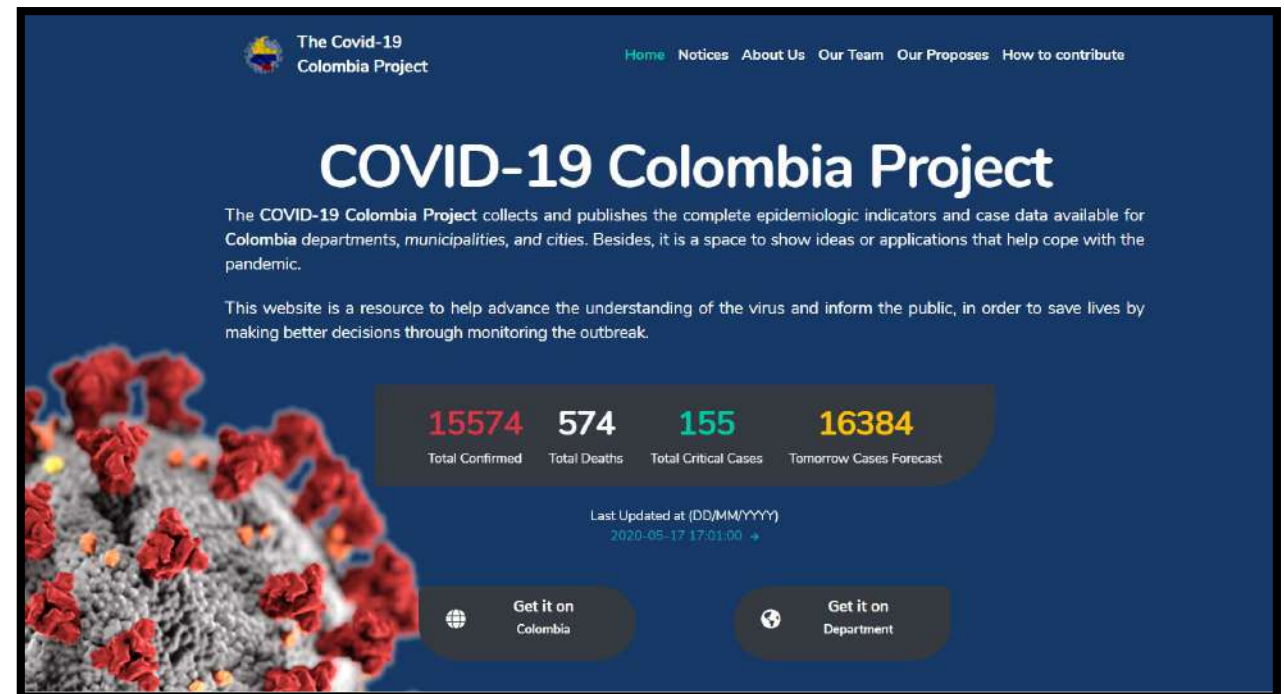 The Covid-19
Colombia Project
Home Notices About Us Our Team Our Proposes How to contribute
COVID-19 Colombia Project
The COVID-19 Colombia Project collects and publishes the complete epidemiologic indicators and case data available for
Colombia departments, municipalities, and cities. Besides, it is a space to show ideas or applications that help cope with the
pandemic.
This website is a resource to help advance the understanding of the virus and inform the public, in order to save lives by
making better decisions through monitoring the outbreak.
15574 574 155 16384
Total Confirmed Total Deaths Total Critical Cases Tomorrow Cases Forecast
Last Updated at (DD/MM/YYYY)
2020-05-17 17:01:00 →
Get it on
Colombia
Get it on
Department